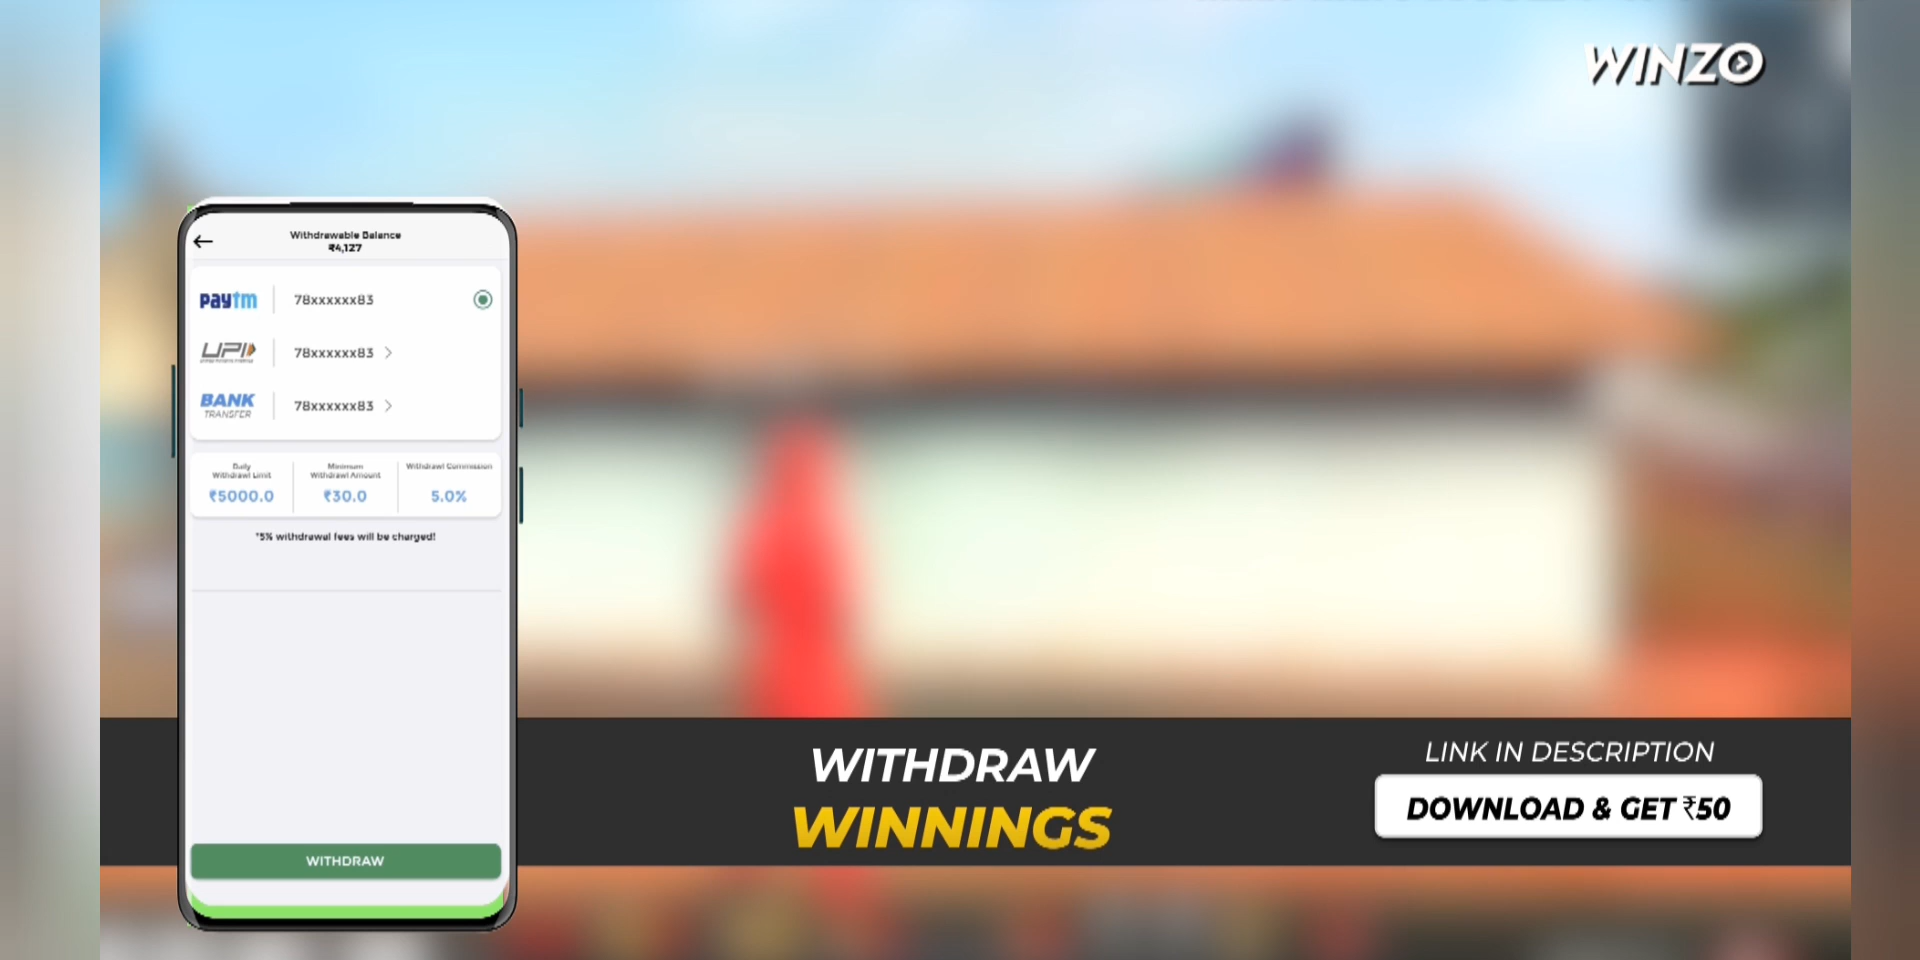 WINZO
Withdrawable Balance
₹4,127
paytm 78xxxxxx83
UPI 78xxxxxx83
BANK TRANSFER 78xxxxxx83
Daily Withdrawl Limit
₹5000.0
Minimum Withdrawl Amount
₹30.0
Withdrawl Commission
5.0%
*5% withdrawal fees will be charged!
WITHDRAW
WITHDRAW
WINNINGS
LINK IN DESCRIPTION
DOWNLOAD & GET ₹50